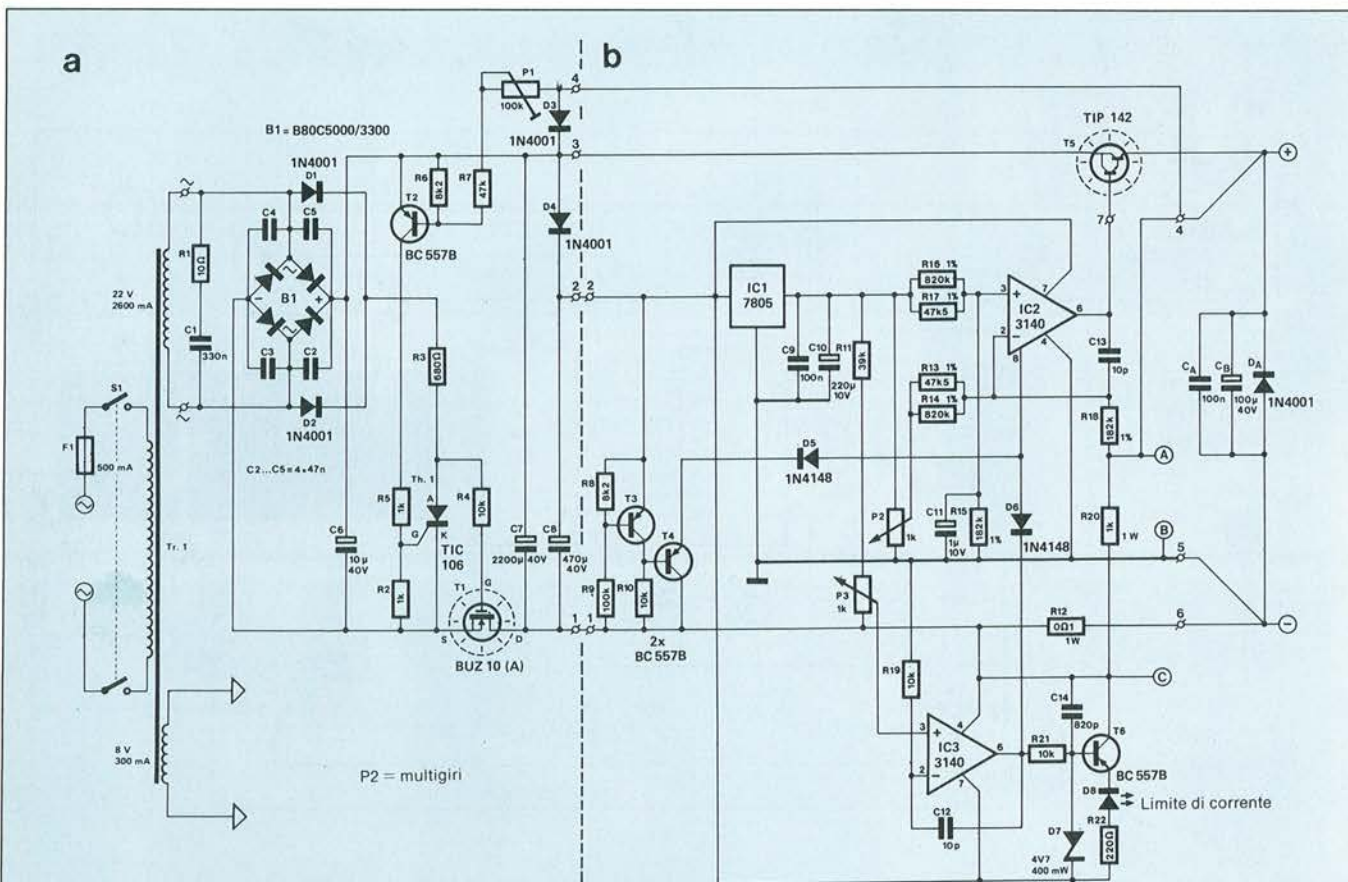 a
b
P1
100k
4
D3
1N4001
3
B1 = B80C5000/3300
1N4001
D1
R6
8k2
R7
47k
T2
BC 557B
D4
1N4001
TIP 142
T5
7
4
+
C4
C5
R1
10Ω
B1
~
~
−
+
22 V
2600 mA
C1
330n
C3
C2
D2
1N4001
C2...C5 = 4×47n
S1
F1
500 mA
Tr. 1
R3
680Ω
2
2
IC1
7805
C9
100n
C10
220µ
10V
R11
39k
R16 1%
820k
R17 1%
47k5
R13 1%
47k5
R14 1%
820k
3
+
2
−
IC2
3140
7
6
8
4
C13
10p
R18
182k
1%
CA
100n
CB
100µ
40V
DA
1N4001
A
D5
1N4148
R5
1k
Th. 1
A
G
K
TIC
106
R4
10k
C6
10µ
40V
R2
1k
T1
G
S
D
BUZ 10 (A)
C7
2200µ 40V
C8
470µ
40V
R8
8k2
T3
T4
R9
100k
R10
10k
2x
BC 557B
1
1
P2
1k
C11
1µ
10V
R15
182k
1%
D6
1N4148
R20
1k
1 W
B
5
P3
1k
R12
0Ω1
1W
6
−
R19
10k
C
C14
820p
3
+
2
−
IC3
3140
4
6
7
R21
10k
T6
BC 557B
D8
Limite di corrente
C12
10p
D7
4V7
400 mW
R22
220Ω
8 V
300 mA
P2 = multigiri